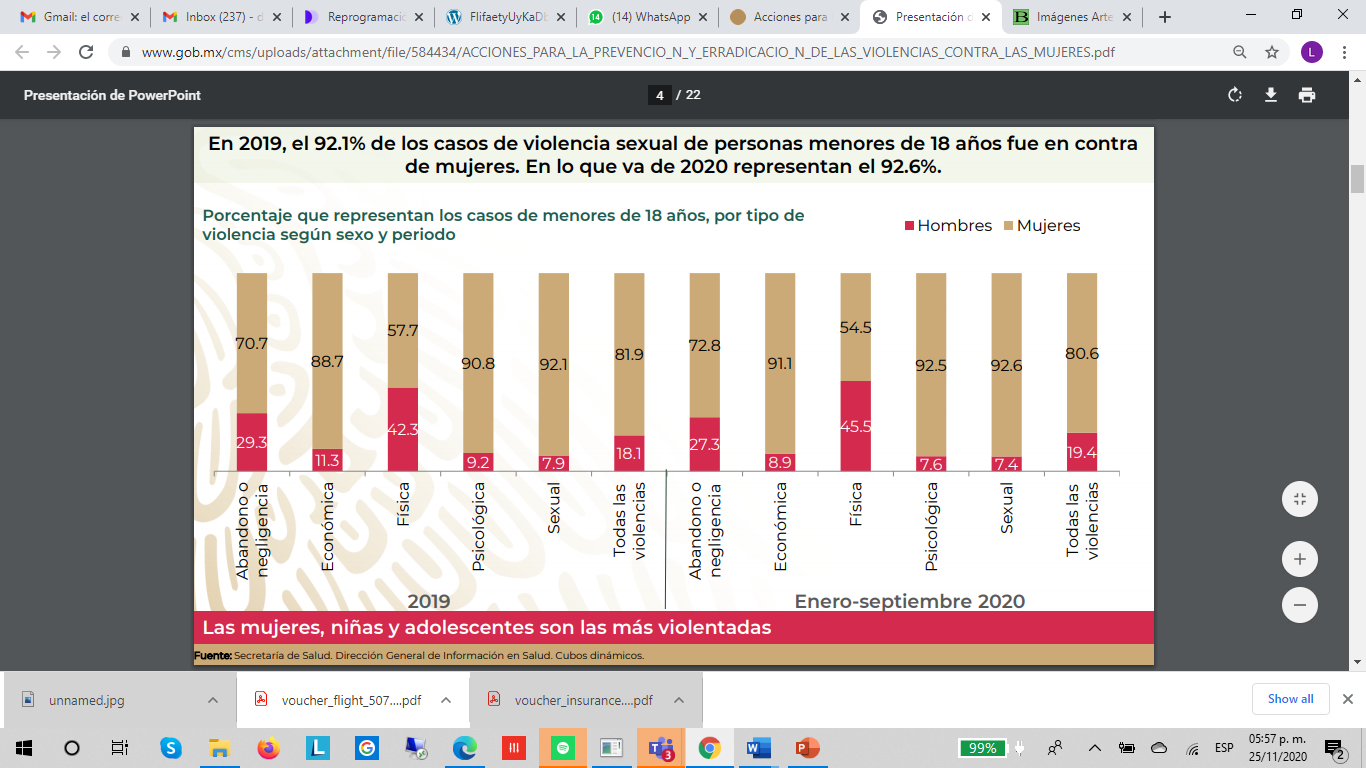 Gmail: el corre
Inbox (237) - d
Reprogramació
FlifaetyUyKaDb
(14) WhatsApp
Acciones para
Presentación d
Imágenes Arte
www.gob.mx/cms/uploads/attachment/file/584434/ACCIONES_PARA_LA_PREVENCIO_N_Y_ERRADICACIO_N_DE_LAS_VIOLENCIAS_CONTRA_LAS_MUJERES.pdf
L
Presentación de PowerPoint
4 / 22
En 2019, el 92.1% de los casos de violencia sexual de personas menores de 18 años fue en contra
de mujeres. En lo que va de 2020 representan el 92.6%.
Porcentaje que representan los casos de menores de 18 años, por tipo de
violencia según sexo y periodo
Hombres Mujeres
70.7 88.7 57.7 90.8 92.1 81.9 72.8 91.1 54.5 92.5 92.6 80.6
29.3 11.3 42.3 9.2 7.9 18.1 27.3 8.9 45.5 7.6 7.4 19.4
Abandono o
negligencia
Económica
Física
Psicológica
Sexual
Todas las
violencias
Abandono o
negligencia
Económica
Física
Psicológica
Sexual
Todas las
violencias
2019
Enero-septiembre 2020
Las mujeres, niñas y adolescentes son las más violentadas
Fuente: Secretaría de Salud. Dirección General de Información en Salud. Cubos dinámicos.
unnamed.jpg
voucher_flight_507....pdf
voucher_insurance....pdf
Show all
99%
ESP
05:57 p. m.
25/11/2020
2